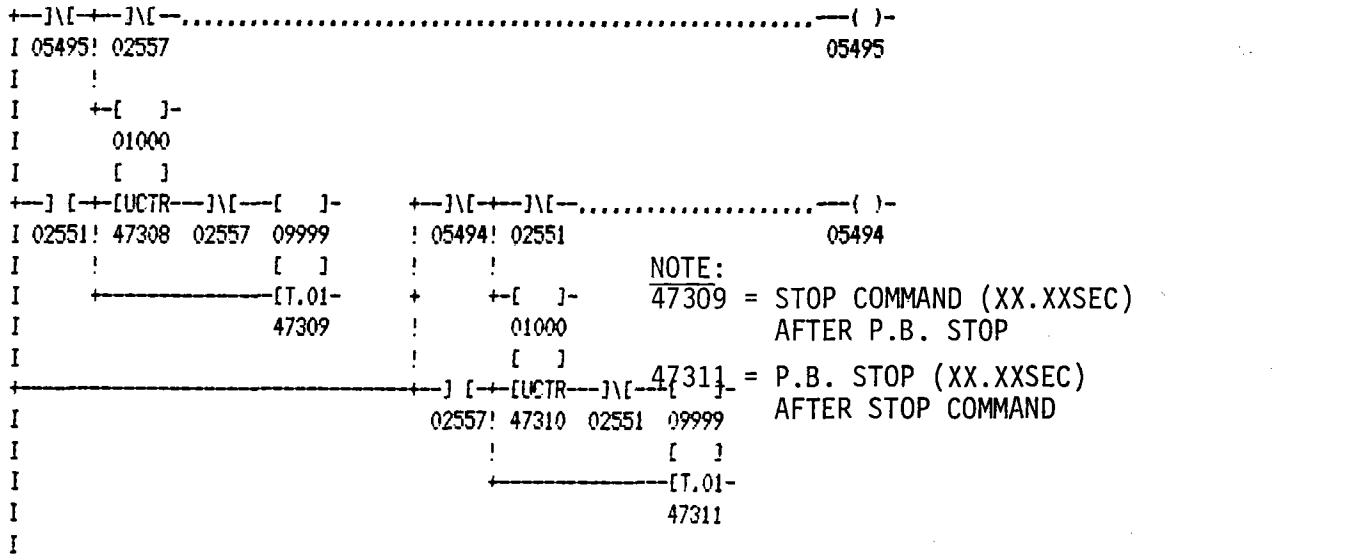 +--]\[-+--]\[--.......................................................---( )-
I 05495! 02557                                                        05495
I      !
I      +-[   ]-
I        01000
I        [   ]
+--] [-+-[UCTR---]\[---[   ]-      +--]\[-+--]\[--.....................---( )-
I 02551! 47308  02557  09999       ! 05494! 02551                      05494
I      !               [   ]       !      !            NOTE:
I      +---------------[T.01-      +      +-[   ]-     47309 = STOP COMMAND (XX.XXSEC)
I                      47309       !        01000              AFTER P.B. STOP
I                                  !        [   ]
+----------------------------------+--] [-+-[UCTR---]\[--47311 = P.B. STOP (XX.XXSEC)
I                                    02557! 47310  02551  09999  AFTER STOP COMMAND
I                                         !               [   ]
I                                         +---------------[T.01-
I                                                         47311
I